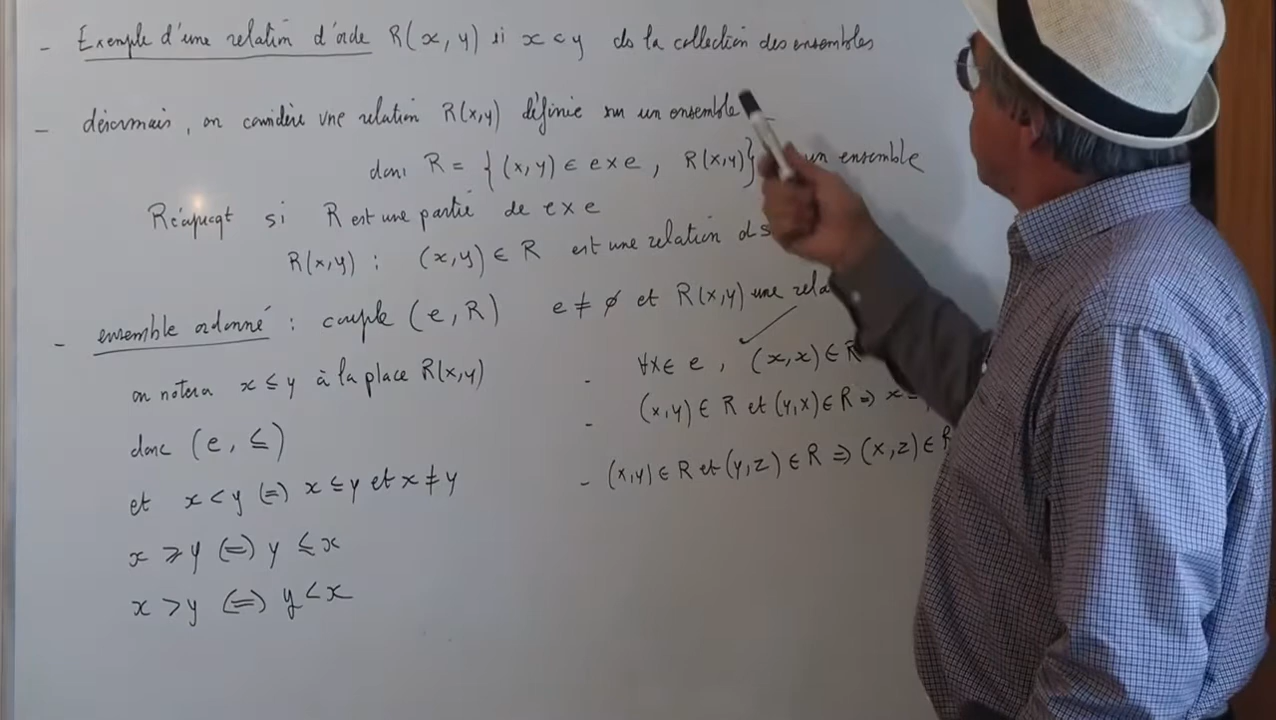 - Exemple d'une relation d'ordre R(x, y) si x ⊂ y ds la collection des ensembles
- désormais, on considère une relation R(x,y) définie sur un ensemble
donc R = {(x,y) ∈ e×e, R(x,y)} un ensemble
Réciproqt si R est une partie de e×e
R(x,y) : (x,y) ∈ R est une relation ds
- ensemble ordonné : couple (e, R) e ≠ ∅ et R(x,y) une rela
∀x ∈ e, (x,x) ∈ R
on notera x ≤ y à la place R(x,y)
- (x,y) ∈ R et (y,x) ∈ R ⇒ x =
donc (e, ≤)
- (x,y) ∈ R et (y,z) ∈ R ⇒ (x,z) ∈ R
et x < y (=) x ≤ y et x ≠ y
x ≥ y (=) y ≤ x
x > y (=) y < x